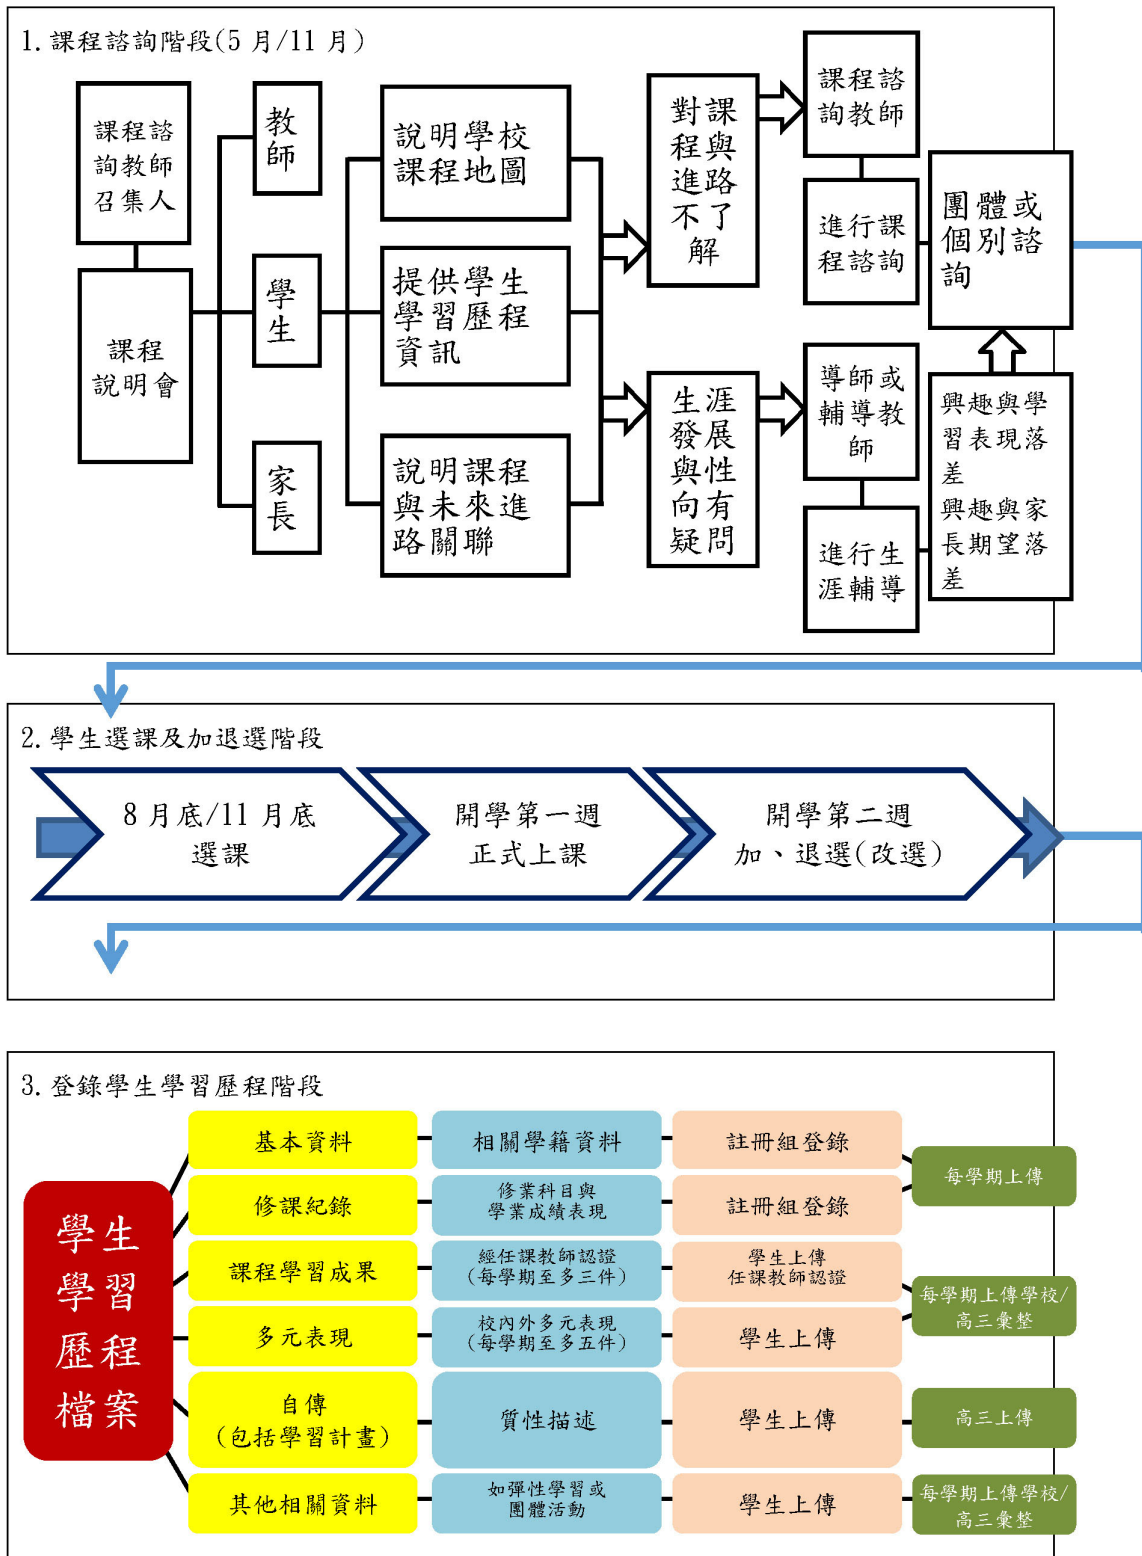 1. 課程諮詢階段(5 月/11 月)
課程諮
詢教師
召集人
課程
說明會
教
師
學
生
家
長
說明學校
課程地圖
提供學生
學習歷程
資訊
說明課程
與未來進
路關聯
對課
程與
進路
不了
解
生涯
發展
與性
向有
疑問
課程諮
詢教師
進行課
程諮詢
導師或
輔導教
師
進行生
涯輔導
團體或
個別諮
詢
興趣與學
習表現落
差
興趣與家
長期望落
差
2. 學生選課及加退選階段
8 月底/11 月底
選課
開學第一週
正式上課
開學第二週
加、退選(改選)
3. 登錄學生學習歷程階段
學生
學習
歷程
檔案
基本資料
相關學籍資料
註冊組登錄
修課紀錄
修業科目與
學業成績表現
註冊組登錄
每學期上傳
課程學習成果
經任課教師認證
(每學期至多三件)
學生上傳
任課教師認證
多元表現
校內外多元表現
(每學期至多五件)
學生上傳
每學期上傳學校/
高三彙整
自傳
(包括學習計畫)
質性描述
學生上傳
高三上傳
其他相關資料
如彈性學習或
團體活動
學生上傳
每學期上傳學校/
高三彙整